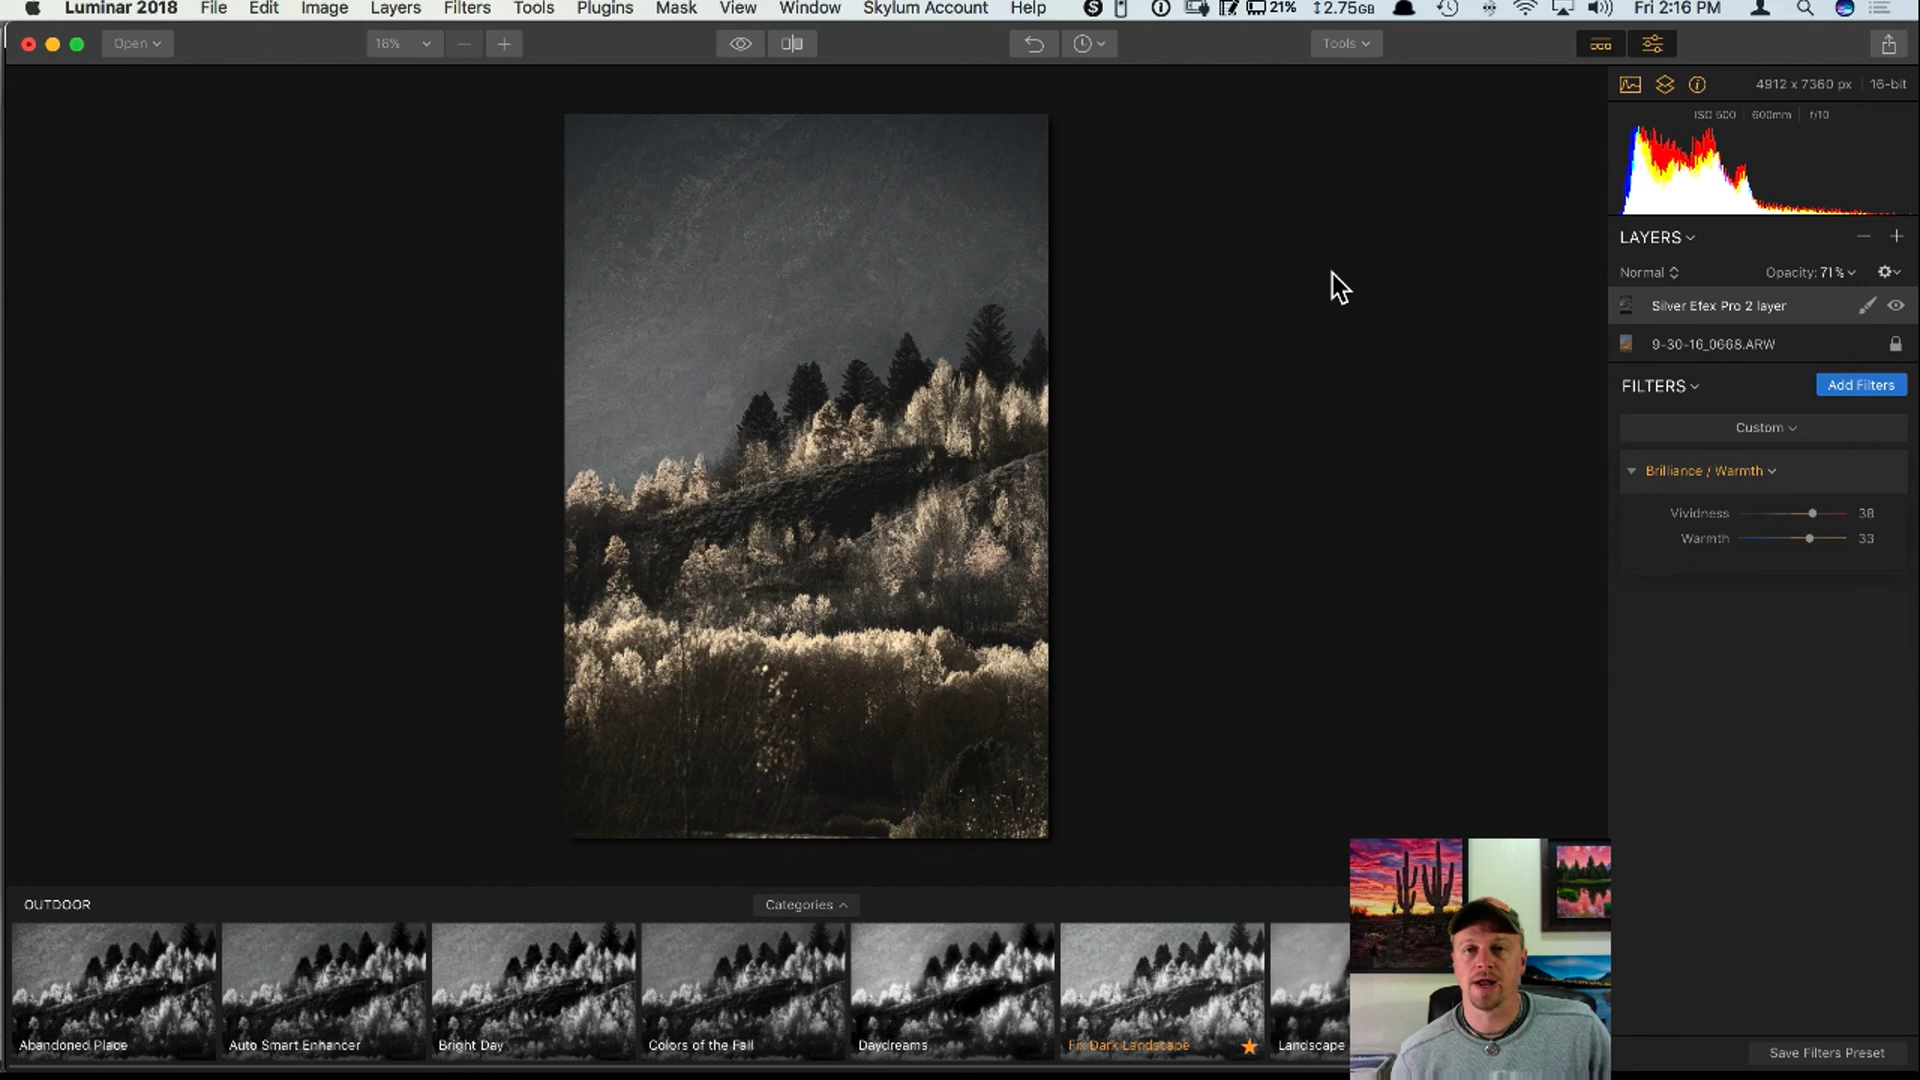 Luminar 2018 File Edit Image Layers Filters Tools Plugins Mask View Window Skylum Account Help 21% 2.75GB Fri 2:16 PM
Open 16% Tools
4912 x 7360 px 16-bit
ISO 500 600mm f/10
LAYERS
Normal Opacity: 71%
Silver Efex Pro 2 layer
9-30-16_0668.ARW
FILTERS Add Filters
Custom
Brilliance / Warmth
Vividness 38
Warmth 33
OUTDOOR Categories
Abandoned Place Auto Smart Enhancer Bright Day Colors of the Fall Daydreams Fix Dark Landscape Landscape
Save Filters Preset